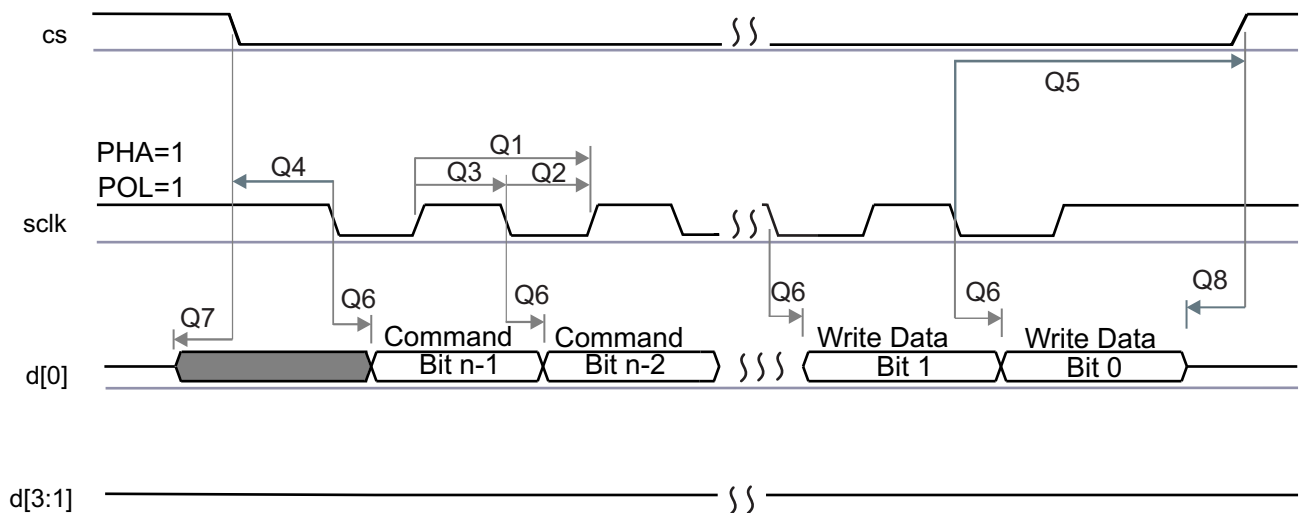 cs
Q5
PHA=1
POL=1
Q4
Q1
Q3
Q2
sclk
Q7
Q6
Q6
Q6
Q6
Q8
d[0]
Command
Bit n-1
Command
Bit n-2
Write Data
Bit 1
Write Data
Bit 0
d[3:1]